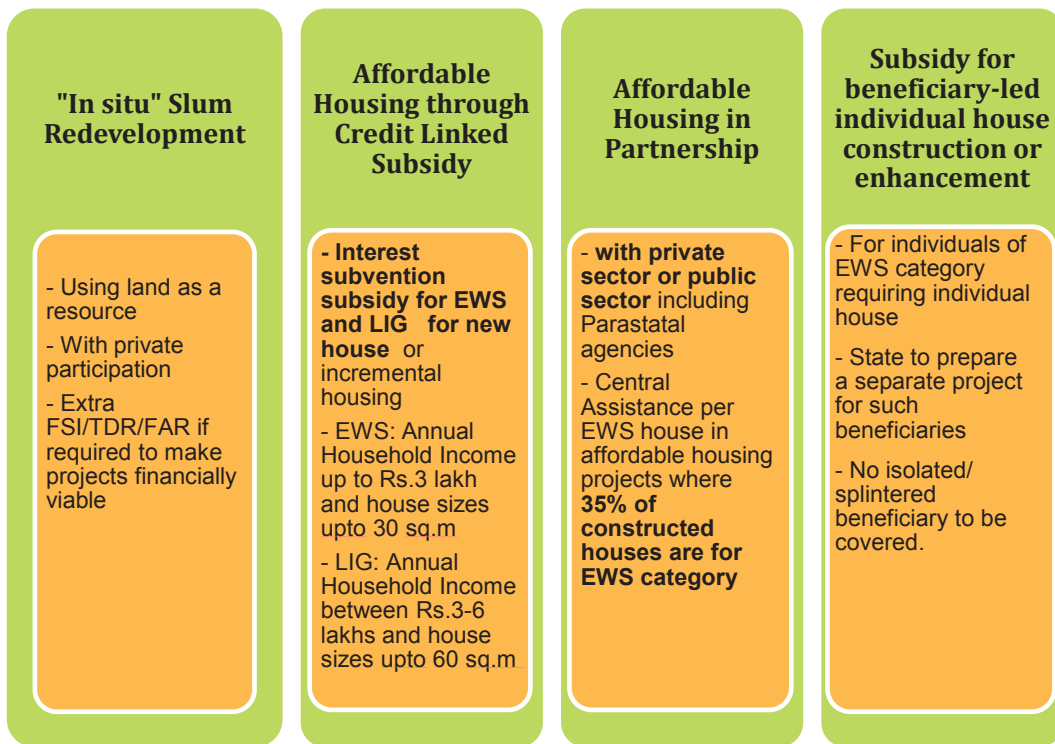 "In situ" Slum
Redevelopment
- Using land as a
resource
- With private
participation
- Extra
FSI/TDR/FAR if
required to make
projects financially
viable
Affordable
Housing through
Credit Linked
Subsidy
- Interest
subvention
subsidy for EWS
and LIG for new
house or
incremental
housing
- EWS: Annual
Household Income
up to Rs.3 lakh
and house sizes
upto 30 sq.m
- LIG: Annual
Household Income
between Rs.3-6
lakhs and house
sizes upto 60 sq.m
Affordable
Housing in
Partnership
- with private
sector or public
sector including
Parastatal
agencies
- Central
Assistance per
EWS house in
affordable housing
projects where
35% of
constructed
houses are for
EWS category
Subsidy for
beneficiary-led
individual house
construction or
enhancement
- For individuals of
EWS category
requiring individual
house
- State to prepare
a separate project
for such
beneficiaries
- No isolated/
splintered
beneficiary to be
covered.